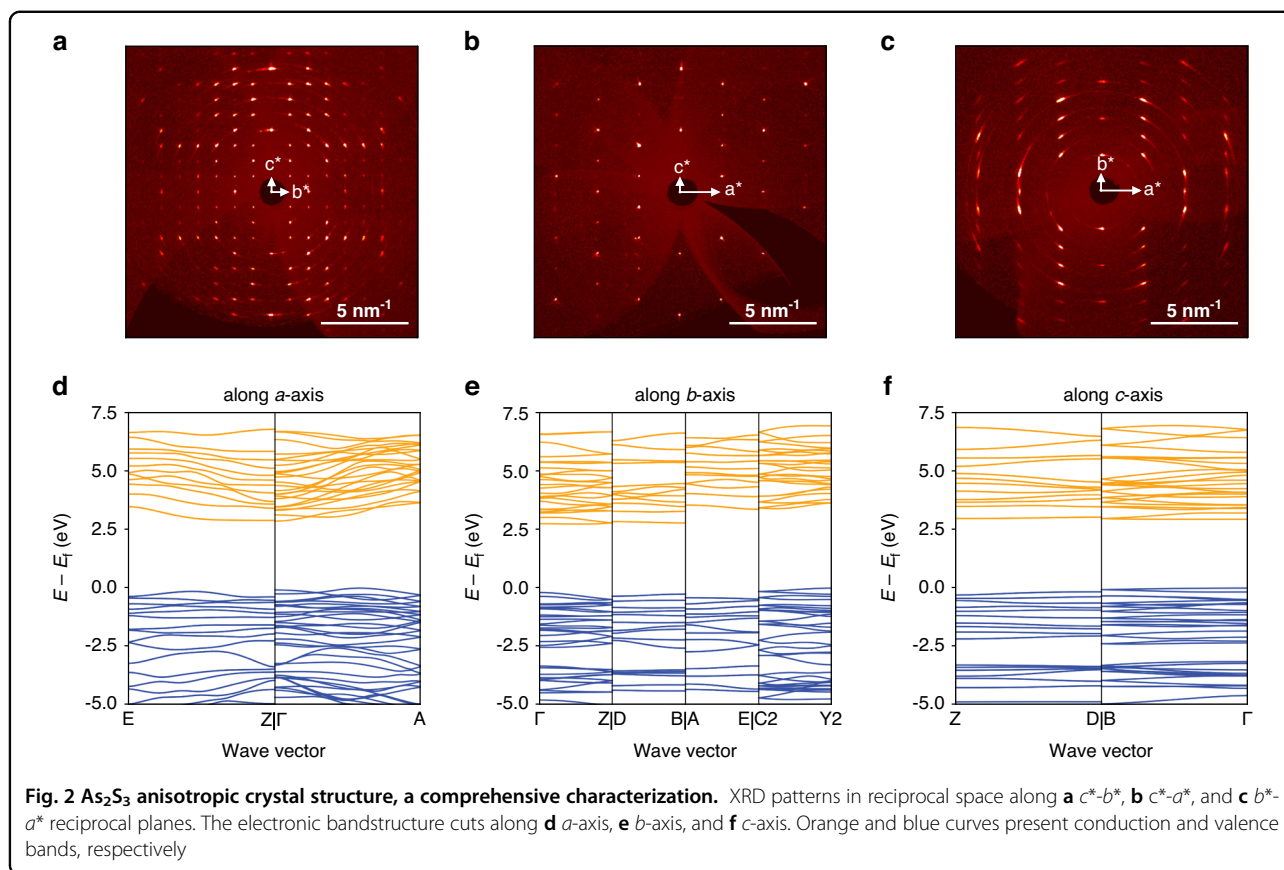 a
b
c
c*
b*
5 nm⁻¹
c*
a*
5 nm⁻¹
b*
a*
5 nm⁻¹
d
along a-axis
7.5
5.0
2.5
0.0
-2.5
-5.0
E − Ef (eV)
E
Z|Γ
A
Wave vector
e
along b-axis
7.5
5.0
2.5
0.0
-2.5
-5.0
E − Ef (eV)
Γ
Z|D
B|A
E|C2
Y2
Wave vector
f
along c-axis
7.5
5.0
2.5
0.0
-2.5
-5.0
E − Ef (eV)
Z
D|B
Γ
Wave vector
Fig. 2 As₂S₃ anisotropic crystal structure, a comprehensive characterization. XRD patterns in reciprocal space along a c*-b*, b c*-a*, and c b*-
a* reciprocal planes. The electronic bandstructure cuts along d a-axis, e b-axis, and f c-axis. Orange and blue curves present conduction and valence
bands, respectively